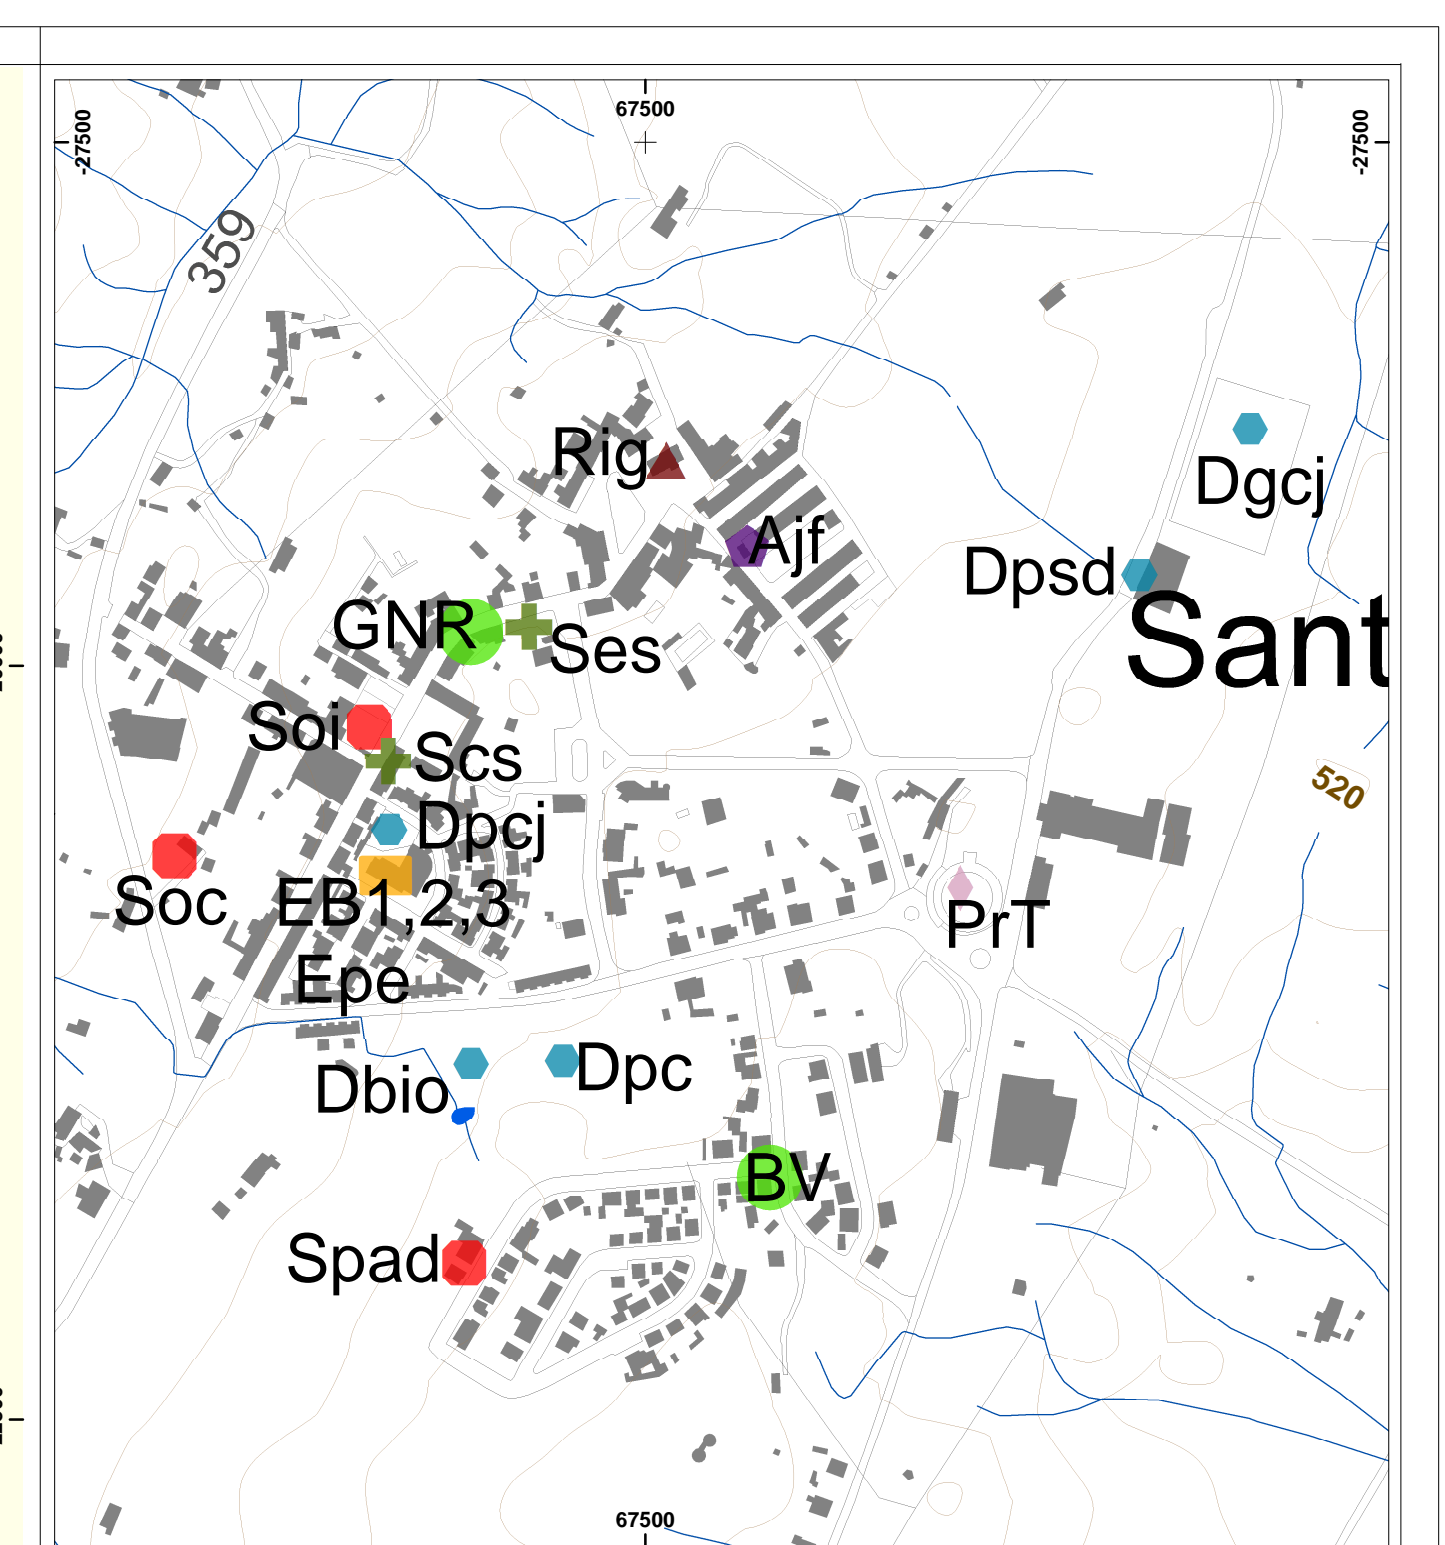 67500
-27500
-27500
359
Rig
Dgcj
Ajf
Dpsd
GNR
Ses
Sant
Soi
Scs
520
Dpcj
Soc
EB1,2,3
PrT
Epe
Dbio
Dpc
BV
Spad
67500